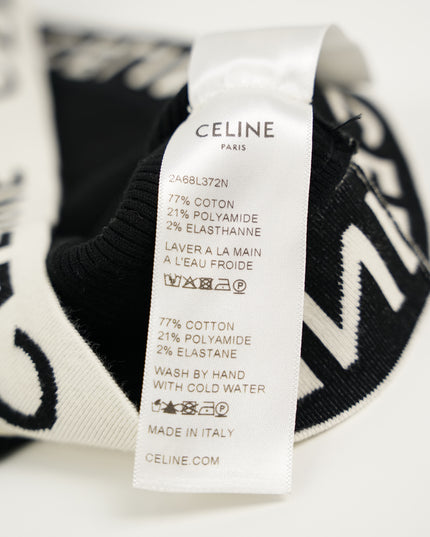 CELINE
PARIS
2A68L372N
77% COTON
21% POLYAMIDE
2% ELASTHANNE
LAVER A LA MAIN
A L'EAU FROIDE
77% COTTON
21% POLYAMIDE
2% ELASTANE
WASH BY HAND
WITH COLD WATER
MADE IN ITALY
CELINE.COM